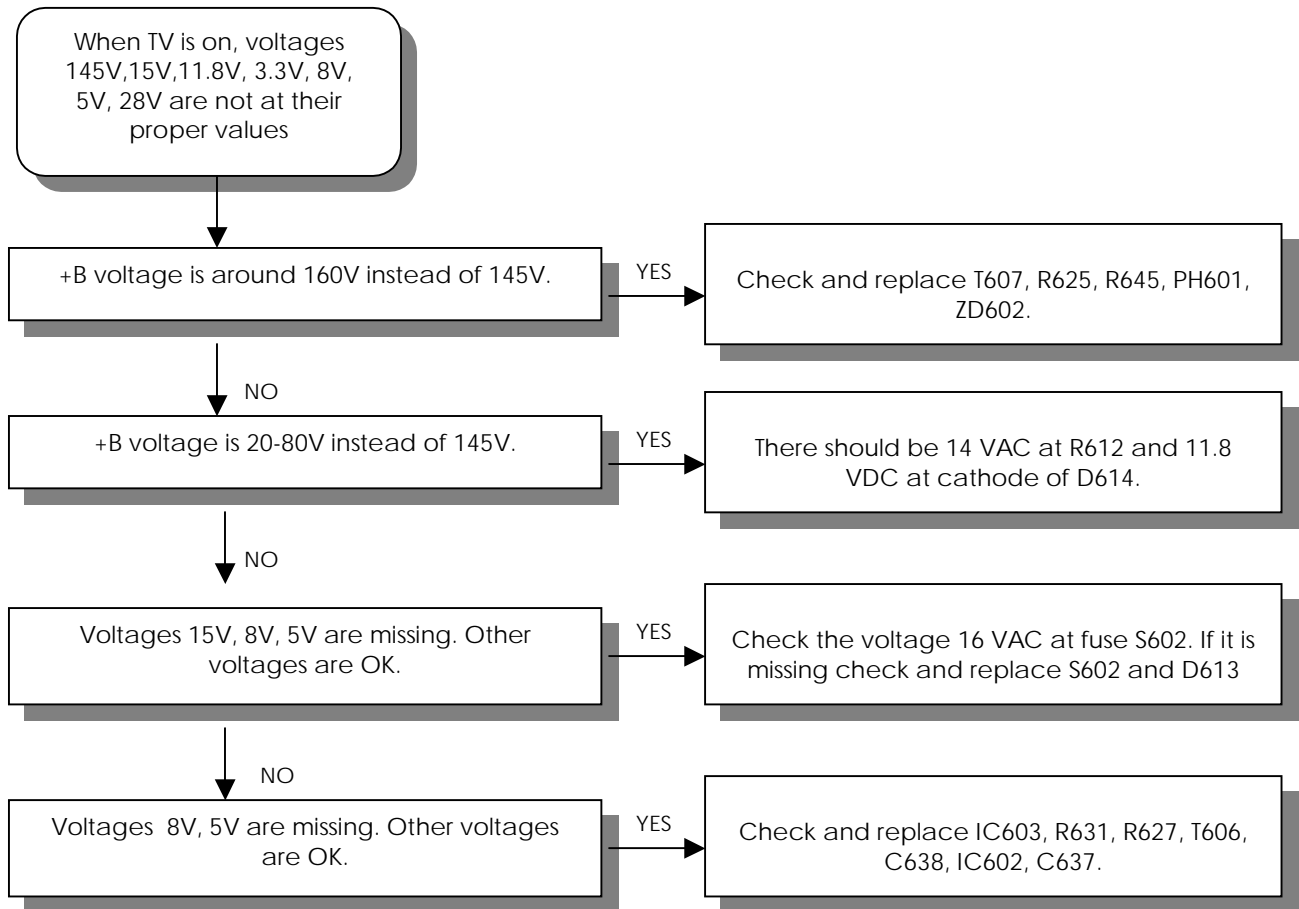 When TV is on, voltages
145V,15V,11.8V, 3.3V, 8V,
5V, 28V are not at their
proper values
+B voltage is around 160V instead of 145V.
YES
Check and replace T607, R625, R645, PH601,
ZD602.
NO
+B voltage is 20-80V instead of 145V.
YES
There should be 14 VAC at R612 and 11.8
VDC at cathode of D614.
NO
Voltages 15V, 8V, 5V are missing. Other
voltages are OK.
YES
Check the voltage 16 VAC at fuse S602. If it is
missing check and replace S602 and D613
NO
Voltages  8V, 5V are missing. Other voltages
are OK.
YES
Check and replace IC603, R631, R627, T606,
C638, IC602, C637.